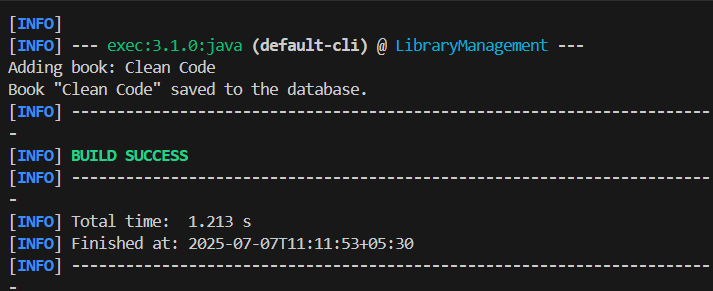 [INFO]
[INFO] --- exec:3.1.0:java (default-cli) @ LibraryManagement ---
Adding book: Clean Code
Book "Clean Code" saved to the database.
[INFO] -----------------------------------------------------------------------
-
[INFO] BUILD SUCCESS
[INFO] -----------------------------------------------------------------------
-
[INFO] Total time:  1.213 s
[INFO] Finished at: 2025-07-07T11:11:53+05:30
[INFO] -----------------------------------------------------------------------
-